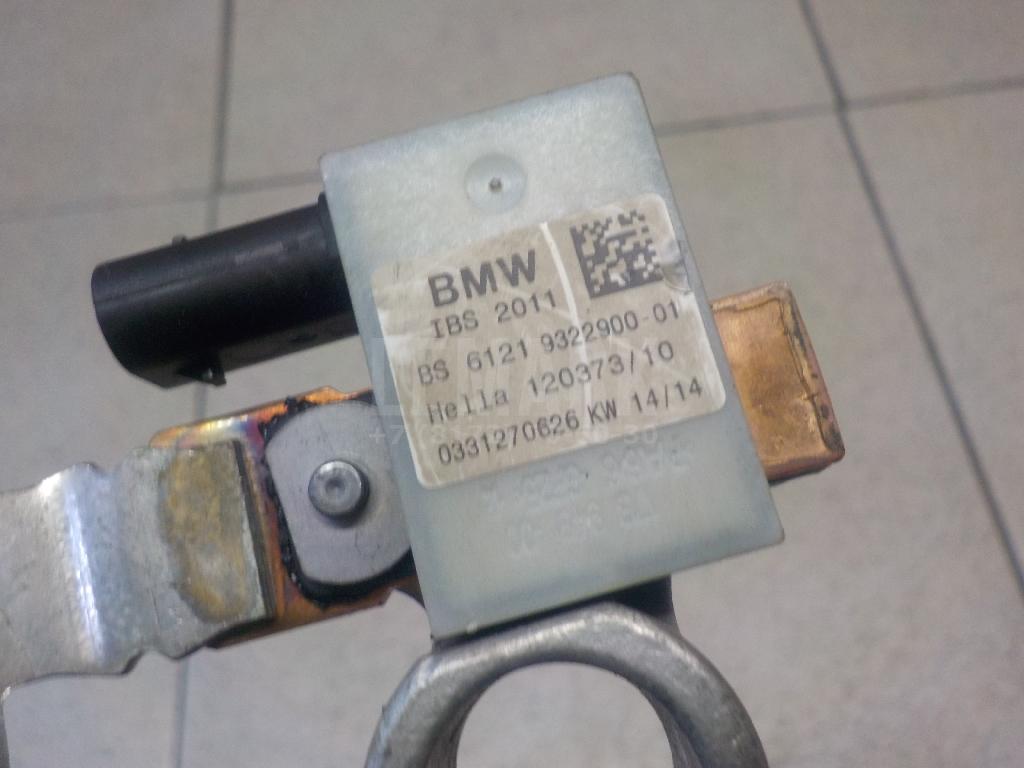 BMW
IBS 2011
BS 6121 9322900-01
Hella 120373/10
0331270626 KW 14/14